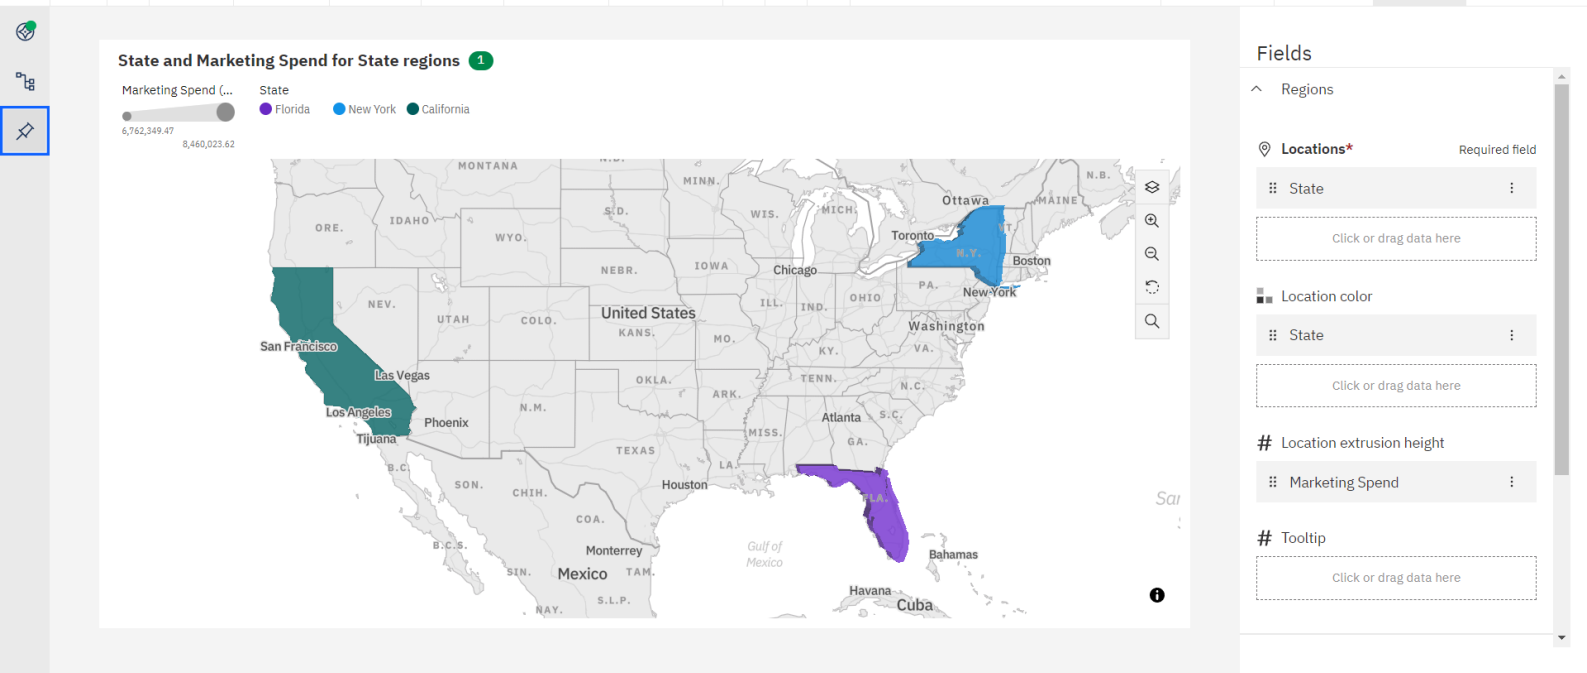 State and Marketing Spend for State regions 1
Marketing Spend (...
6,762,349.47
8,460,023.62
State
Florida
New York
California
MONTANA
MINN.
N.B.
Ottawa
MAINE
S.D.
WIS.
MICH.
IDAHO
ORE.
WYO.
Toronto
VT.
N.Y.
Boston
Chicago
IOWA
NEBR.
PA.
New York
OHIO
NEV.
UTAH
COLO.
United States
ILL.
IND.
Washington
KANS.
MO.
San Francisco
KY.
VA.
Las Vegas
OKLA.
TENN.
N.C.
ARK.
Los Angeles
N.M.
Phoenix
Atlanta
S.C.
Tijuana
MISS.
GA.
TEXAS
B.C.
LA.
SON.
Houston
CHIH.
FLA.
COA.
B.C.S.
Monterrey
Gulf of
Mexico
Bahamas
SIN.
Mexico
TAM.
Havana
S.L.P.
Cuba
NAY.
Sar
Fields
Regions
Locations*
Required field
State
Click or drag data here
Location color
State
Click or drag data here
# Location extrusion height
Marketing Spend
# Tooltip
Click or drag data here